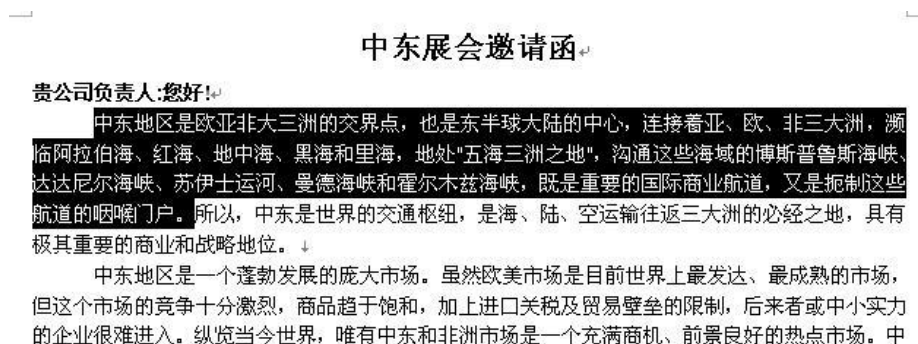 中东展会邀请函
贵公司负责人:您好!
中东地区是欧亚非大三洲的交界点，也是东半球大陆的中心，连接着亚、欧、非三大洲，濒
临阿拉伯海、红海、地中海、黑海和里海，地处"五海三洲之地"，沟通这些海域的博斯普鲁斯海峡、
达达尼尔海峡、苏伊士运河、曼德海峡和霍尔木兹海峡，既是重要的国际商业航道，又是扼制这些
航道的咽喉门户。所以，中东是世界的交通枢纽，是海、陆、空运输往返三大洲的必经之地，具有
极其重要的商业和战略地位。
中东地区是一个蓬勃发展的庞大市场。虽然欧美市场是目前世界上最发达、最成熟的市场，
但这个市场的竞争十分激烈，商品趋于饱和，加上进口关税及贸易壁垒的限制，后来者或中小实力
的企业很难进入。纵览当今世界，唯有中东和非洲市场是一个充满商机、前景良好的热点市场。中